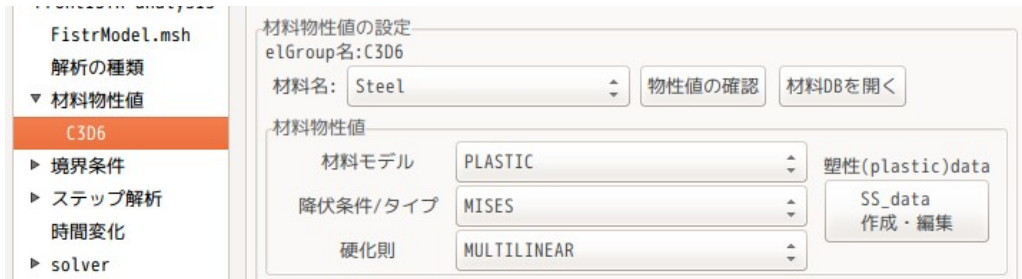 FistrModel.msh
解析の種類
▼ 材料物性値
C3D6
▶ 境界条件
▶ ステップ解析
時間変化
▶ solver
材料物性値の設定
elGroup名:C3D6
材料名: Steel 物性値の確認 材料DBを開く
材料物性値
材料モデル PLASTIC 塑性(plastic)data
降伏条件/タイプ MISES SS_data
作成・編集
硬化則 MULTILINEAR